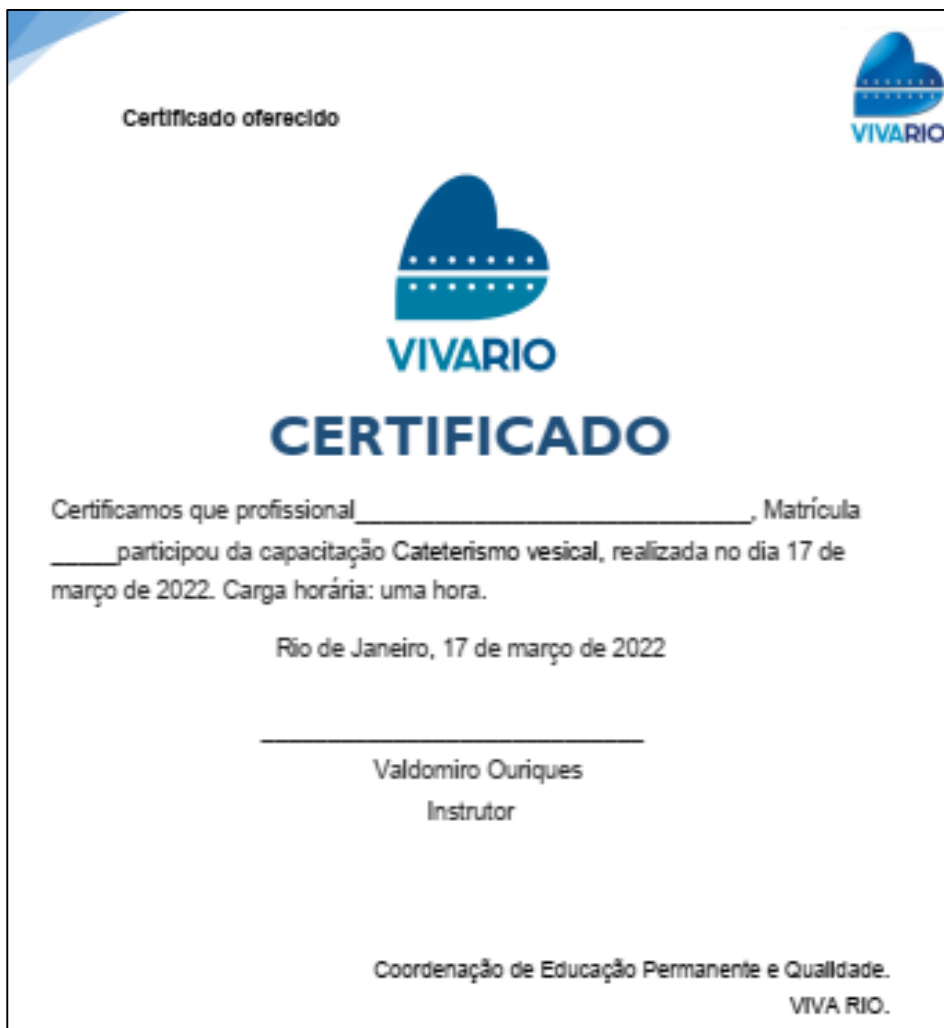 VIVARIO
Certificado oferecido
VIVARIO
CERTIFICADO
Certificamos que profissional______________________________, Matrícula
_____participou da capacitação Cateterismo vesical, realizada no dia 17 de
março de 2022. Carga horária: uma hora.
Rio de Janeiro, 17 de março de 2022
_____________________________
Valdomiro Ouriques
Instrutor
Coordenação de Educação Permanente e Qualidade.
VIVA RIO.